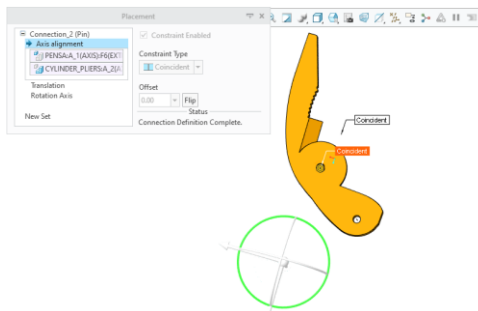 Placement
Connection_2 (Pin)
Axis alignment
PENSA:A_1(AXIS):F6(EXT
CYLINDER_PLIERS:A_2(A
Translation
Rotation Axis
New Set
Constraint Enabled
Constraint Type
Coincident
Offset
0.00
Flip
Status
Connection Definition Complete.
Coincident
Coincident